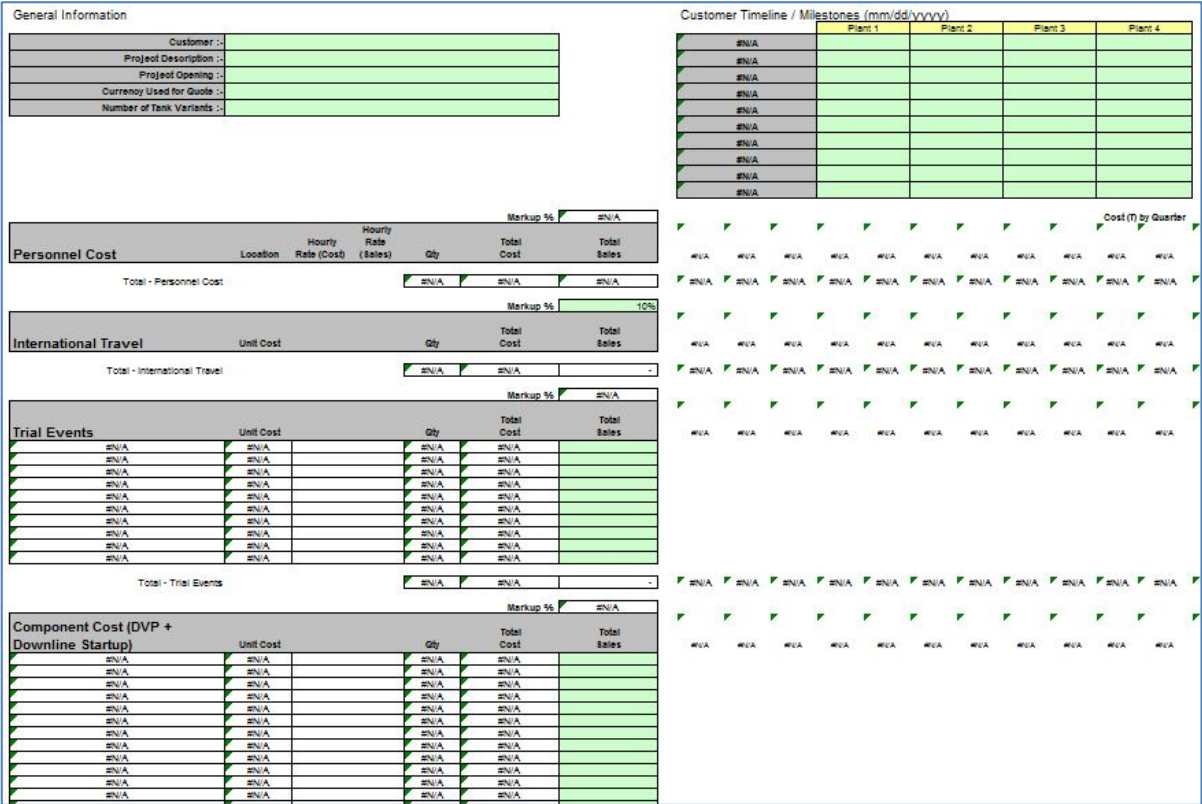 General Information
Customer :-
Project Description :-
Project Opening :-
Currency Used for Quote :-
Number of Tank Variants :-
Customer Timeline / Milestones (mm/dd/yyyy)
Plant 1 Plant 2 Plant 3 Plant 4
#N/A
#N/A
#N/A
#N/A
#N/A
#N/A
#N/A
#N/A
#N/A
#N/A
Markup % #N/A Cost (T) by Quarter
Personnel Cost Location Hourly Rate (Cost) Hourly Rate (Sales) Qty Total Cost Total Sales #N/A #N/A #N/A #N/A #N/A #N/A #N/A #N/A #N/A #N/A #N/A
Total - Personnel Cost #N/A #N/A #N/A #N/A #N/A #N/A #N/A #N/A #N/A #N/A #N/A #N/A #N/A #N/A
Markup % 10%
International Travel Unit Cost Qty Total Cost Total Sales #N/A #N/A #N/A #N/A #N/A #N/A #N/A #N/A #N/A #N/A #N/A
Total - International Travel #N/A #N/A - #N/A #N/A #N/A #N/A #N/A #N/A #N/A #N/A #N/A #N/A #N/A
Markup % #N/A
Trial Events Unit Cost Qty Total Cost Total Sales #N/A #N/A #N/A #N/A #N/A #N/A #N/A #N/A #N/A #N/A #N/A
#N/A #N/A #N/A #N/A
#N/A #N/A #N/A #N/A
#N/A #N/A #N/A #N/A
#N/A #N/A #N/A #N/A
#N/A #N/A #N/A #N/A
#N/A #N/A #N/A #N/A
#N/A #N/A #N/A #N/A
#N/A #N/A #N/A #N/A
#N/A #N/A #N/A #N/A
#N/A #N/A #N/A #N/A
Total - Trial Events #N/A #N/A - #N/A #N/A #N/A #N/A #N/A #N/A #N/A #N/A #N/A #N/A #N/A
Markup % #N/A
Component Cost (DVP +
Downline Startup) Unit Cost Qty Total Cost Total Sales #N/A #N/A #N/A #N/A #N/A #N/A #N/A #N/A #N/A #N/A #N/A
#N/A #N/A #N/A #N/A
#N/A #N/A #N/A #N/A
#N/A #N/A #N/A #N/A
#N/A #N/A #N/A #N/A
#N/A #N/A #N/A #N/A
#N/A #N/A #N/A #N/A
#N/A #N/A #N/A #N/A
#N/A #N/A #N/A #N/A
#N/A #N/A #N/A #N/A
#N/A #N/A #N/A #N/A
#N/A #N/A #N/A #N/A
#N/A #N/A #N/A #N/A